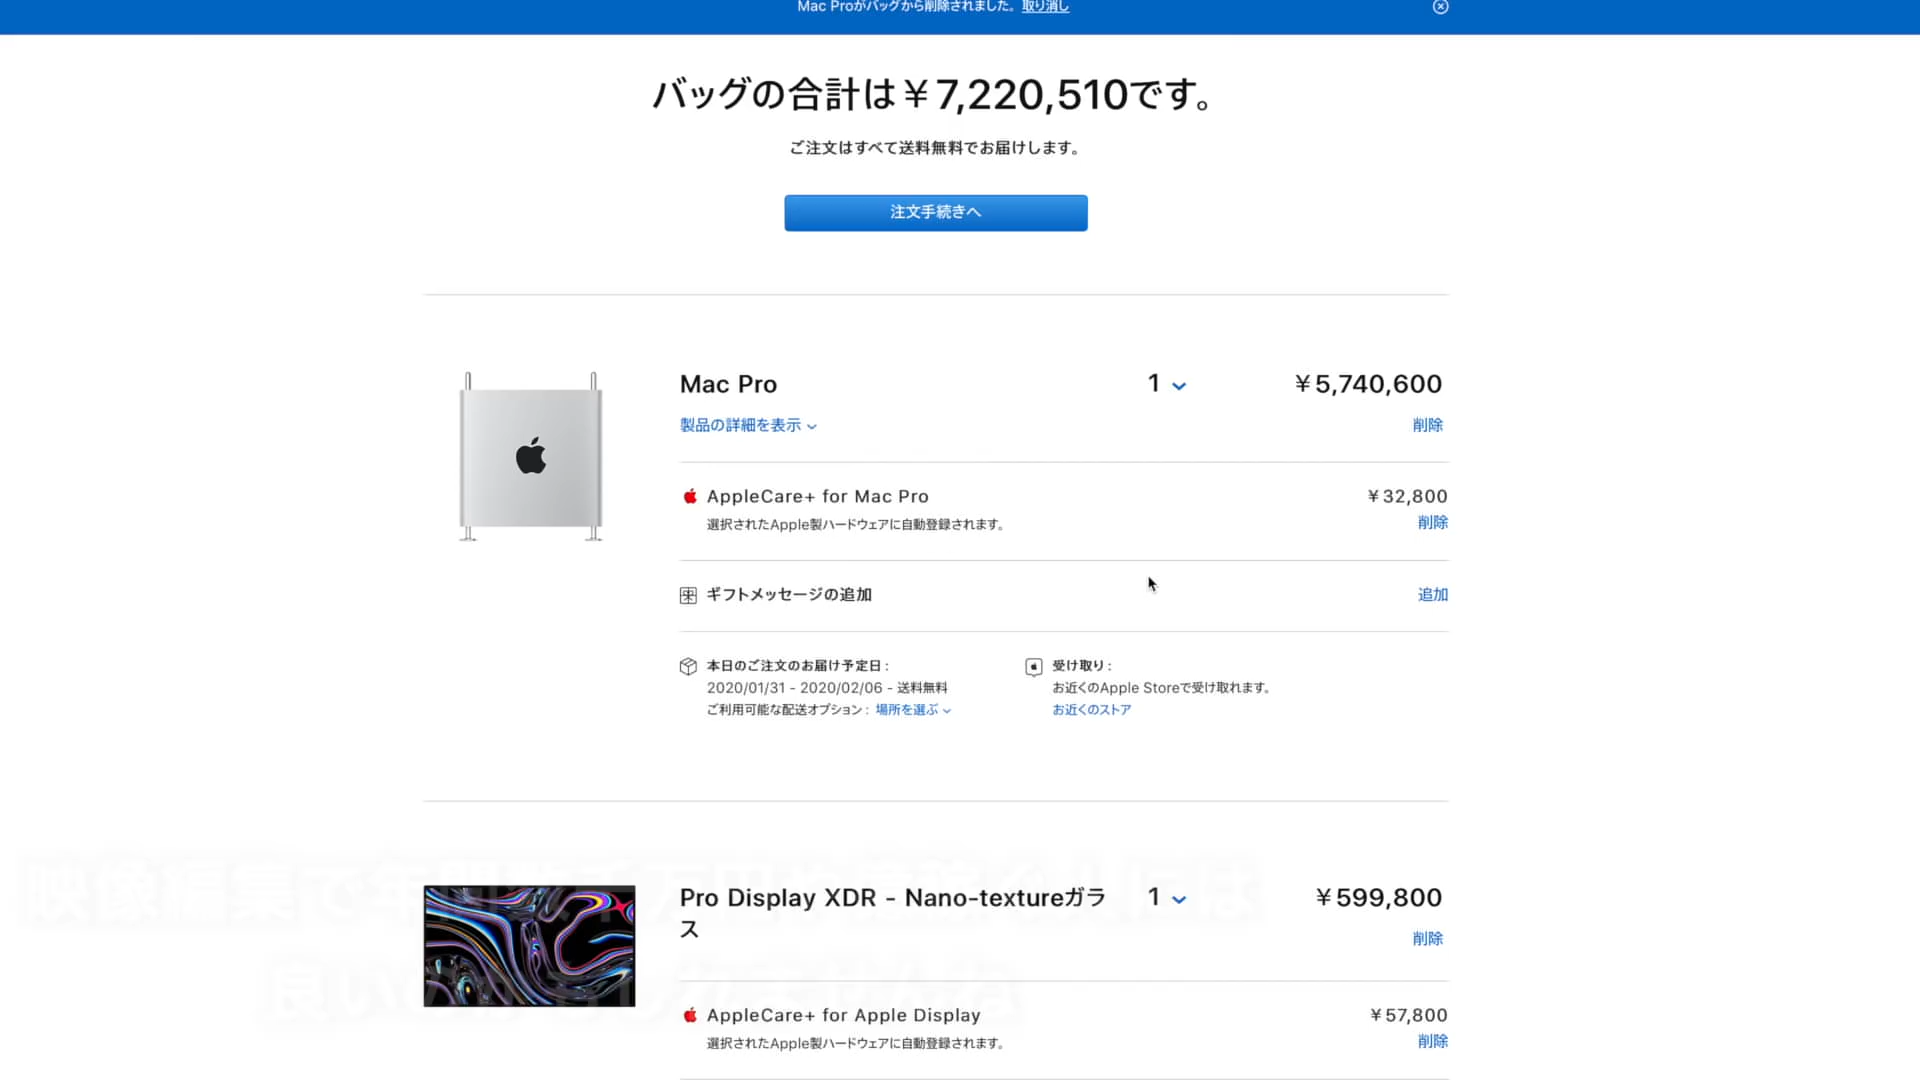 Mac Proがバッグから削除されました。取り消し
バッグの合計は¥7,220,510です。
ご注文はすべて送料無料でお届けします。
注文手続きへ
Mac Pro 1 ¥5,740,600
製品の詳細を表示 削除
AppleCare+ for Mac Pro ¥32,800
選択されたApple製ハードウェアに自動登録されます。 削除
ギフトメッセージの追加 追加
本日のご注文のお届け予定日：
2020/01/31 - 2020/02/06 - 送料無料
ご利用可能な配送オプション： 場所を選ぶ
受け取り：
お近くのApple Storeで受け取れます。
お近くのストア
Pro Display XDR - Nano-textureガラ
ス
1 ¥599,800
削除
AppleCare+ for Apple Display ¥57,800
選択されたApple製ハードウェアに自動登録されます。 削除